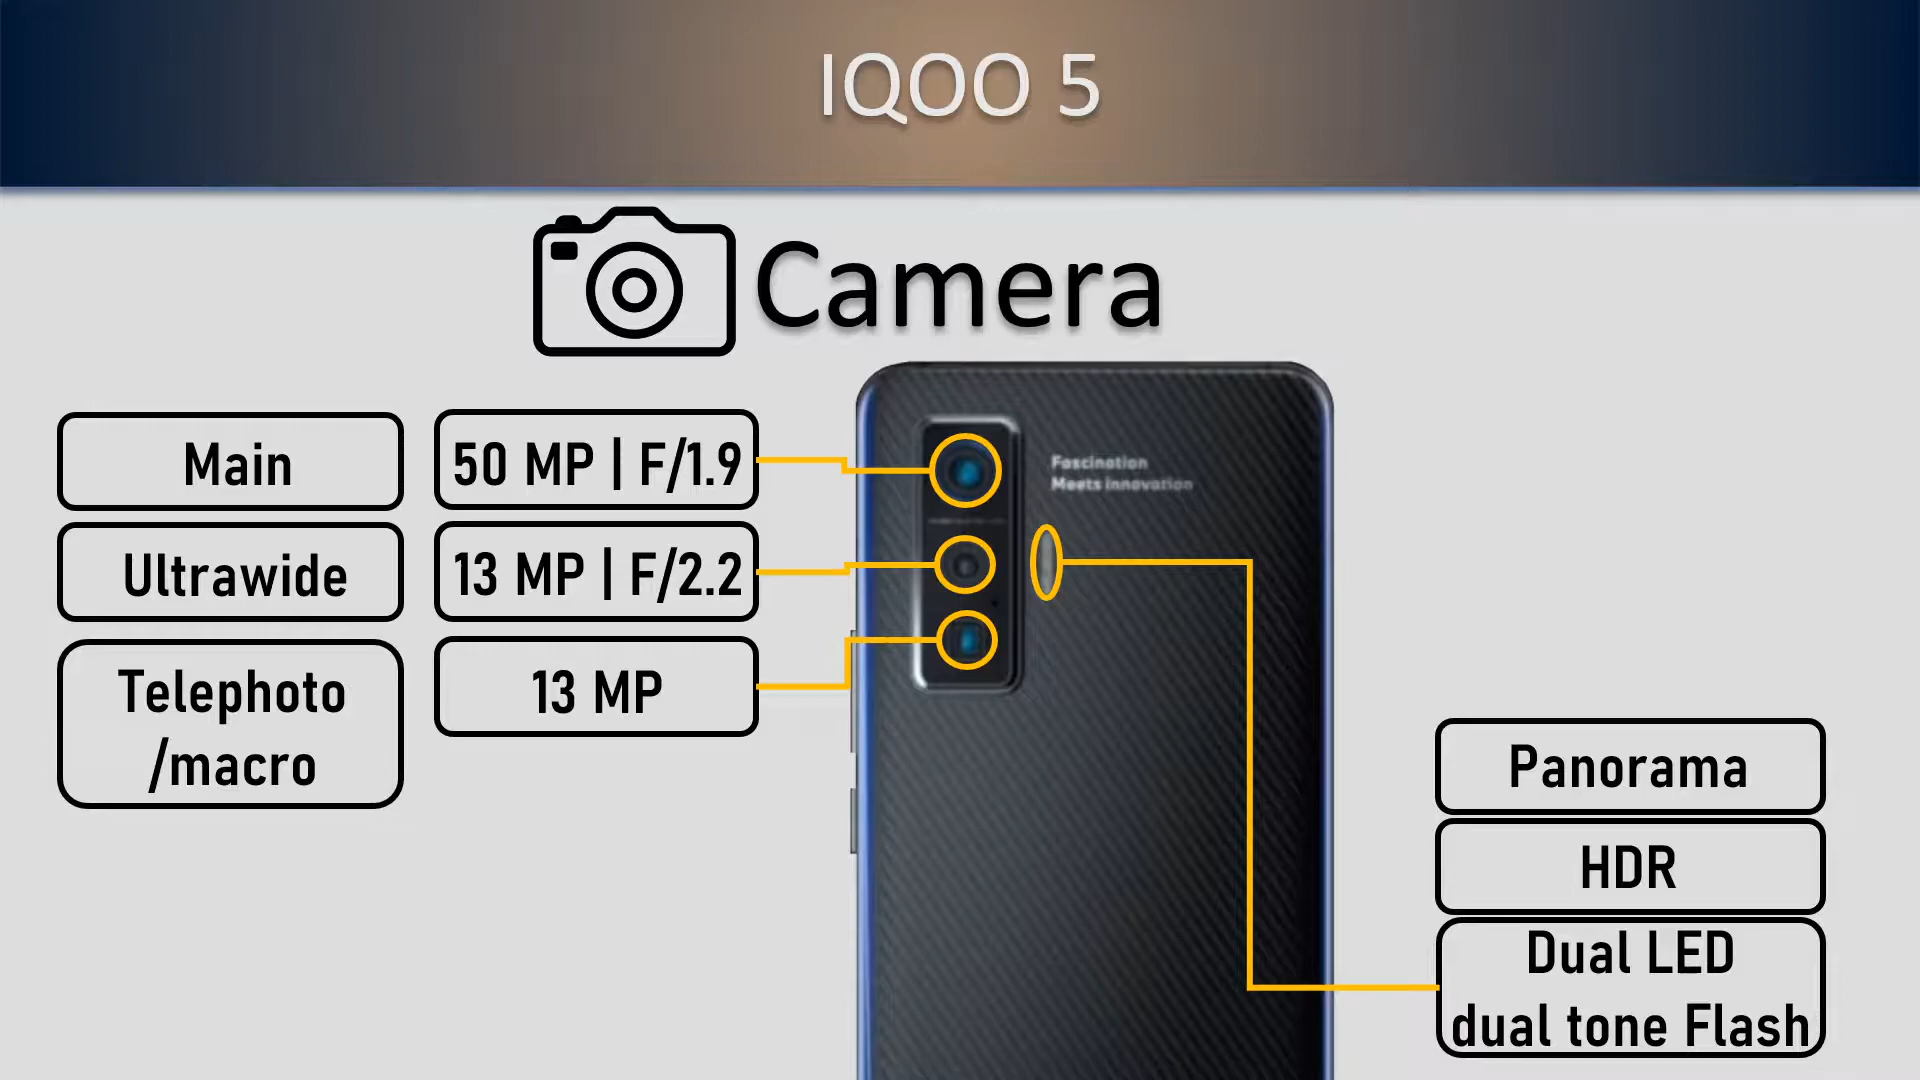 IQOO 5
Camera
Main
50 MP | F/1.9
Ultrawide
13 MP | F/2.2
Telephoto
/macro
13 MP
Fascination
Meets innovation
Panorama
HDR
Dual LED
dual tone Flash